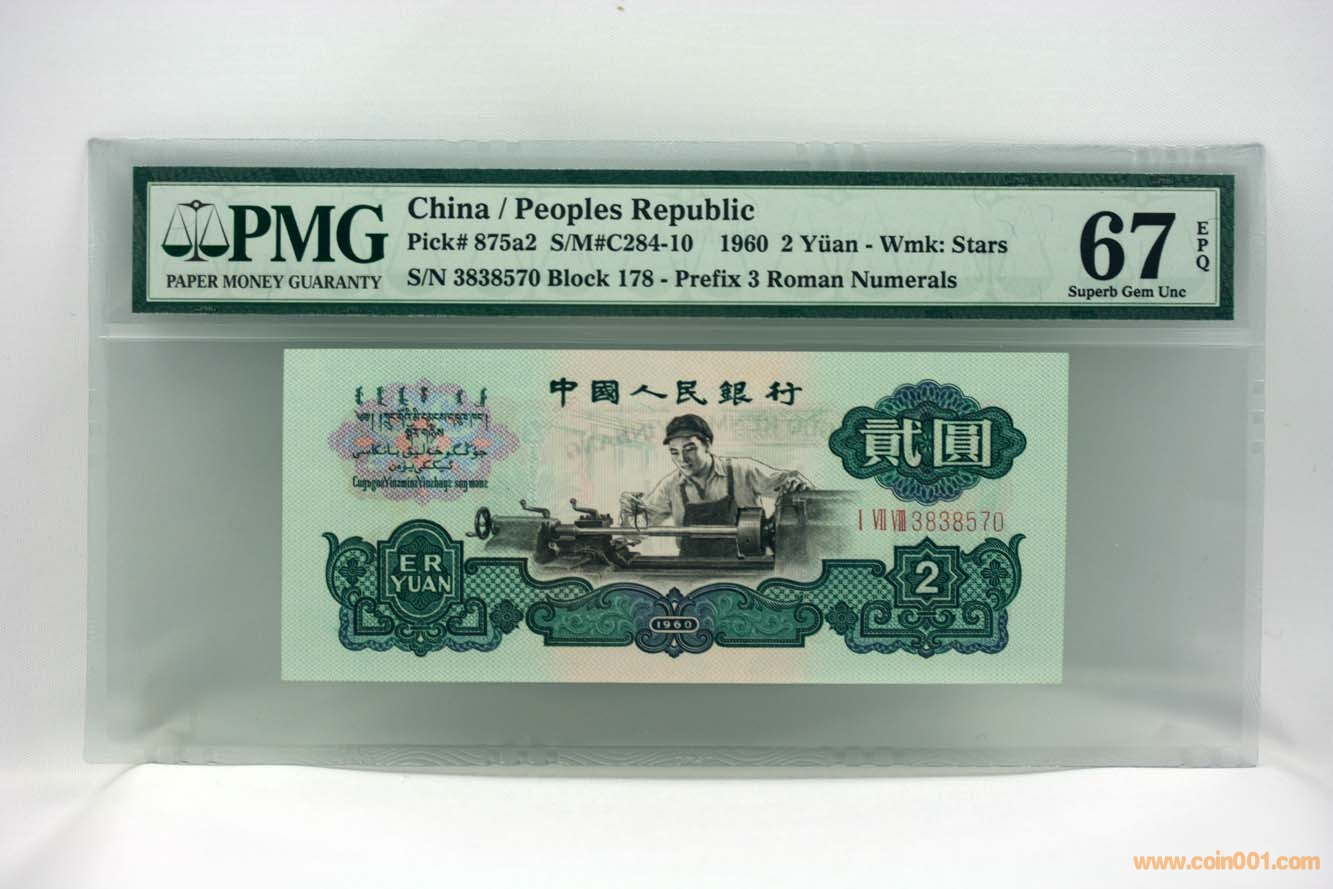 PMG
PAPER MONEY GUARANTY
China / Peoples Republic
Pick# 875a2 S/M#C284-10 1960 2 Yüan - Wmk: Stars
S/N 3838570 Block 178 - Prefix 3 Roman Numerals
67
EPQ
Superb Gem Unc
中國人民銀行
貳圓
I VII VIII 3838570
ER
YUAN
2
1960
www.coin001.com